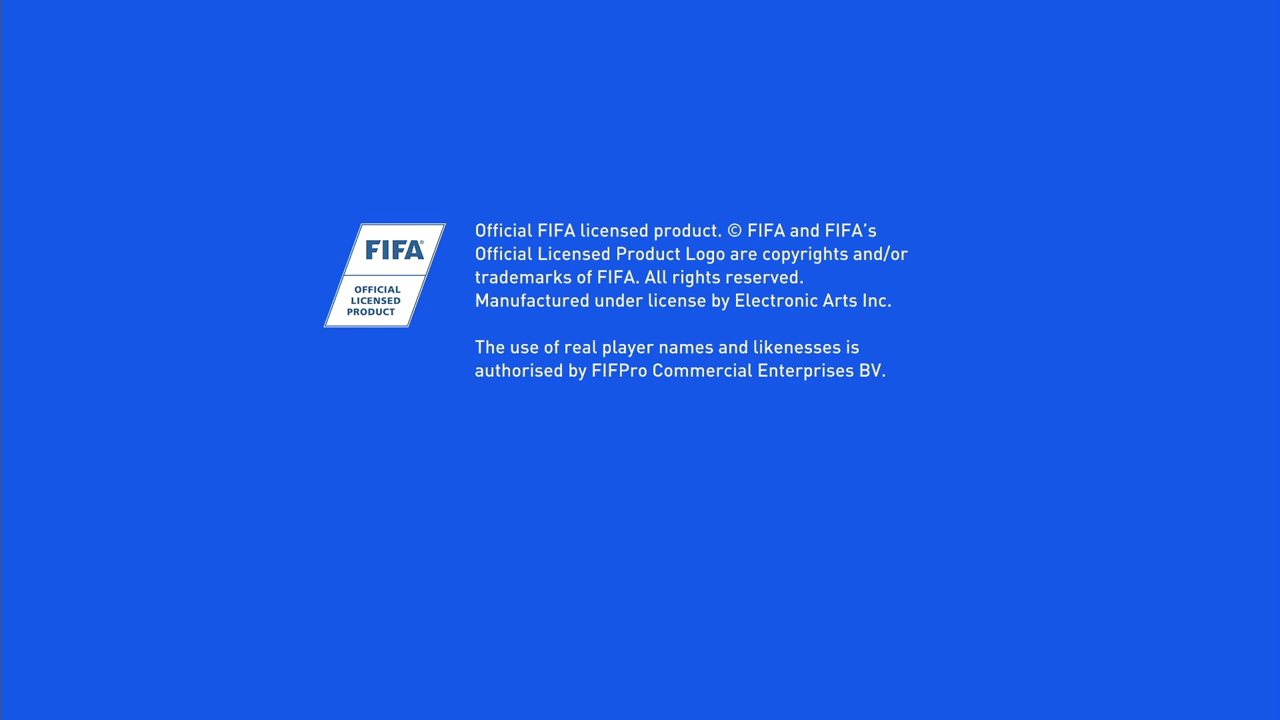 FIFA®
OFFICIAL
LICENSED
PRODUCT
Official FIFA licensed product. © FIFA and FIFA's
Official Licensed Product Logo are copyrights and/or
trademarks of FIFA. All rights reserved.
Manufactured under license by Electronic Arts Inc.
The use of real player names and likenesses is
authorised by FIFPro Commercial Enterprises BV.